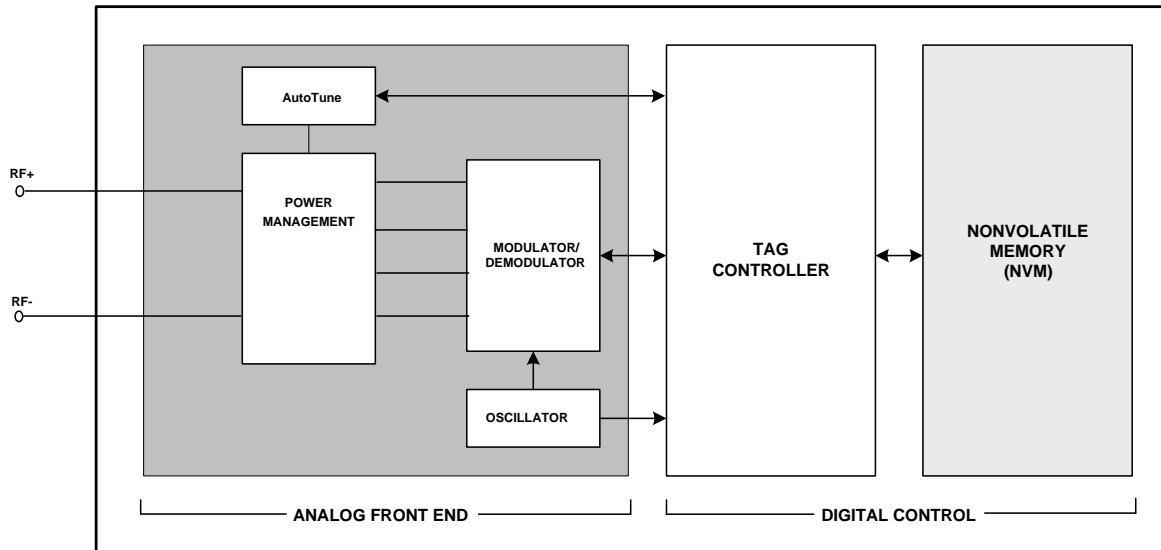 AutoTune
RF+
POWER
MANAGEMENT
MODULATOR/
DEMODULATOR
TAG
CONTROLLER
NONVOLATILE
MEMORY
(NVM)
RF-
OSCILLATOR
ANALOG FRONT END
DIGITAL CONTROL